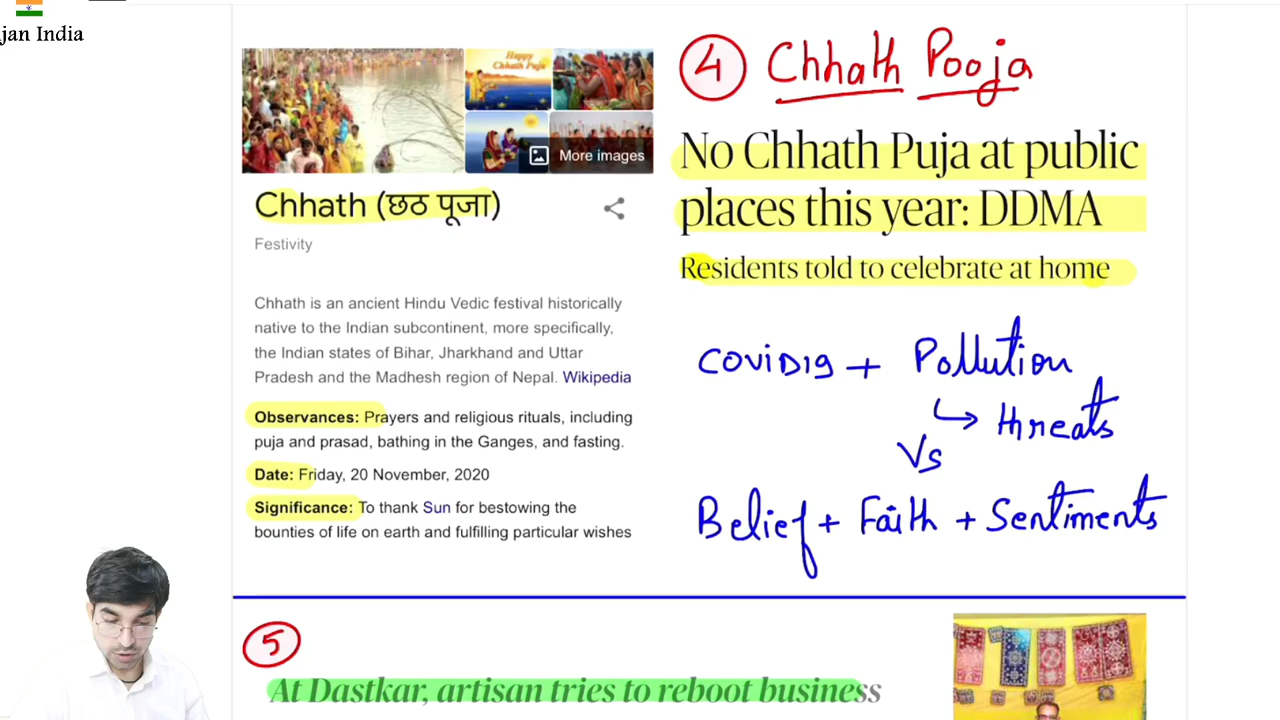 jan India
Happy
Chhath Puja
More images
Chhath (छठ पूजा)
Festivity
Chhath is an ancient Hindu Vedic festival historically
native to the Indian subcontinent, more specifically,
the Indian states of Bihar, Jharkhand and Uttar
Pradesh and the Madhesh region of Nepal. Wikipedia
Observances: Prayers and religious rituals, including
puja and prasad, bathing in the Ganges, and fasting.
Date: Friday, 20 November, 2020
Significance: To thank Sun for bestowing the
bounties of life on earth and fulfilling particular wishes
4 Chhath Pooja
No Chhath Puja at public
places this year: DDMA
Residents told to celebrate at home
COVID19 + Pollution
↳ threats
Vs
Belief + Faith + Sentiments
5
At Dastkar, artisan tries to reboot business